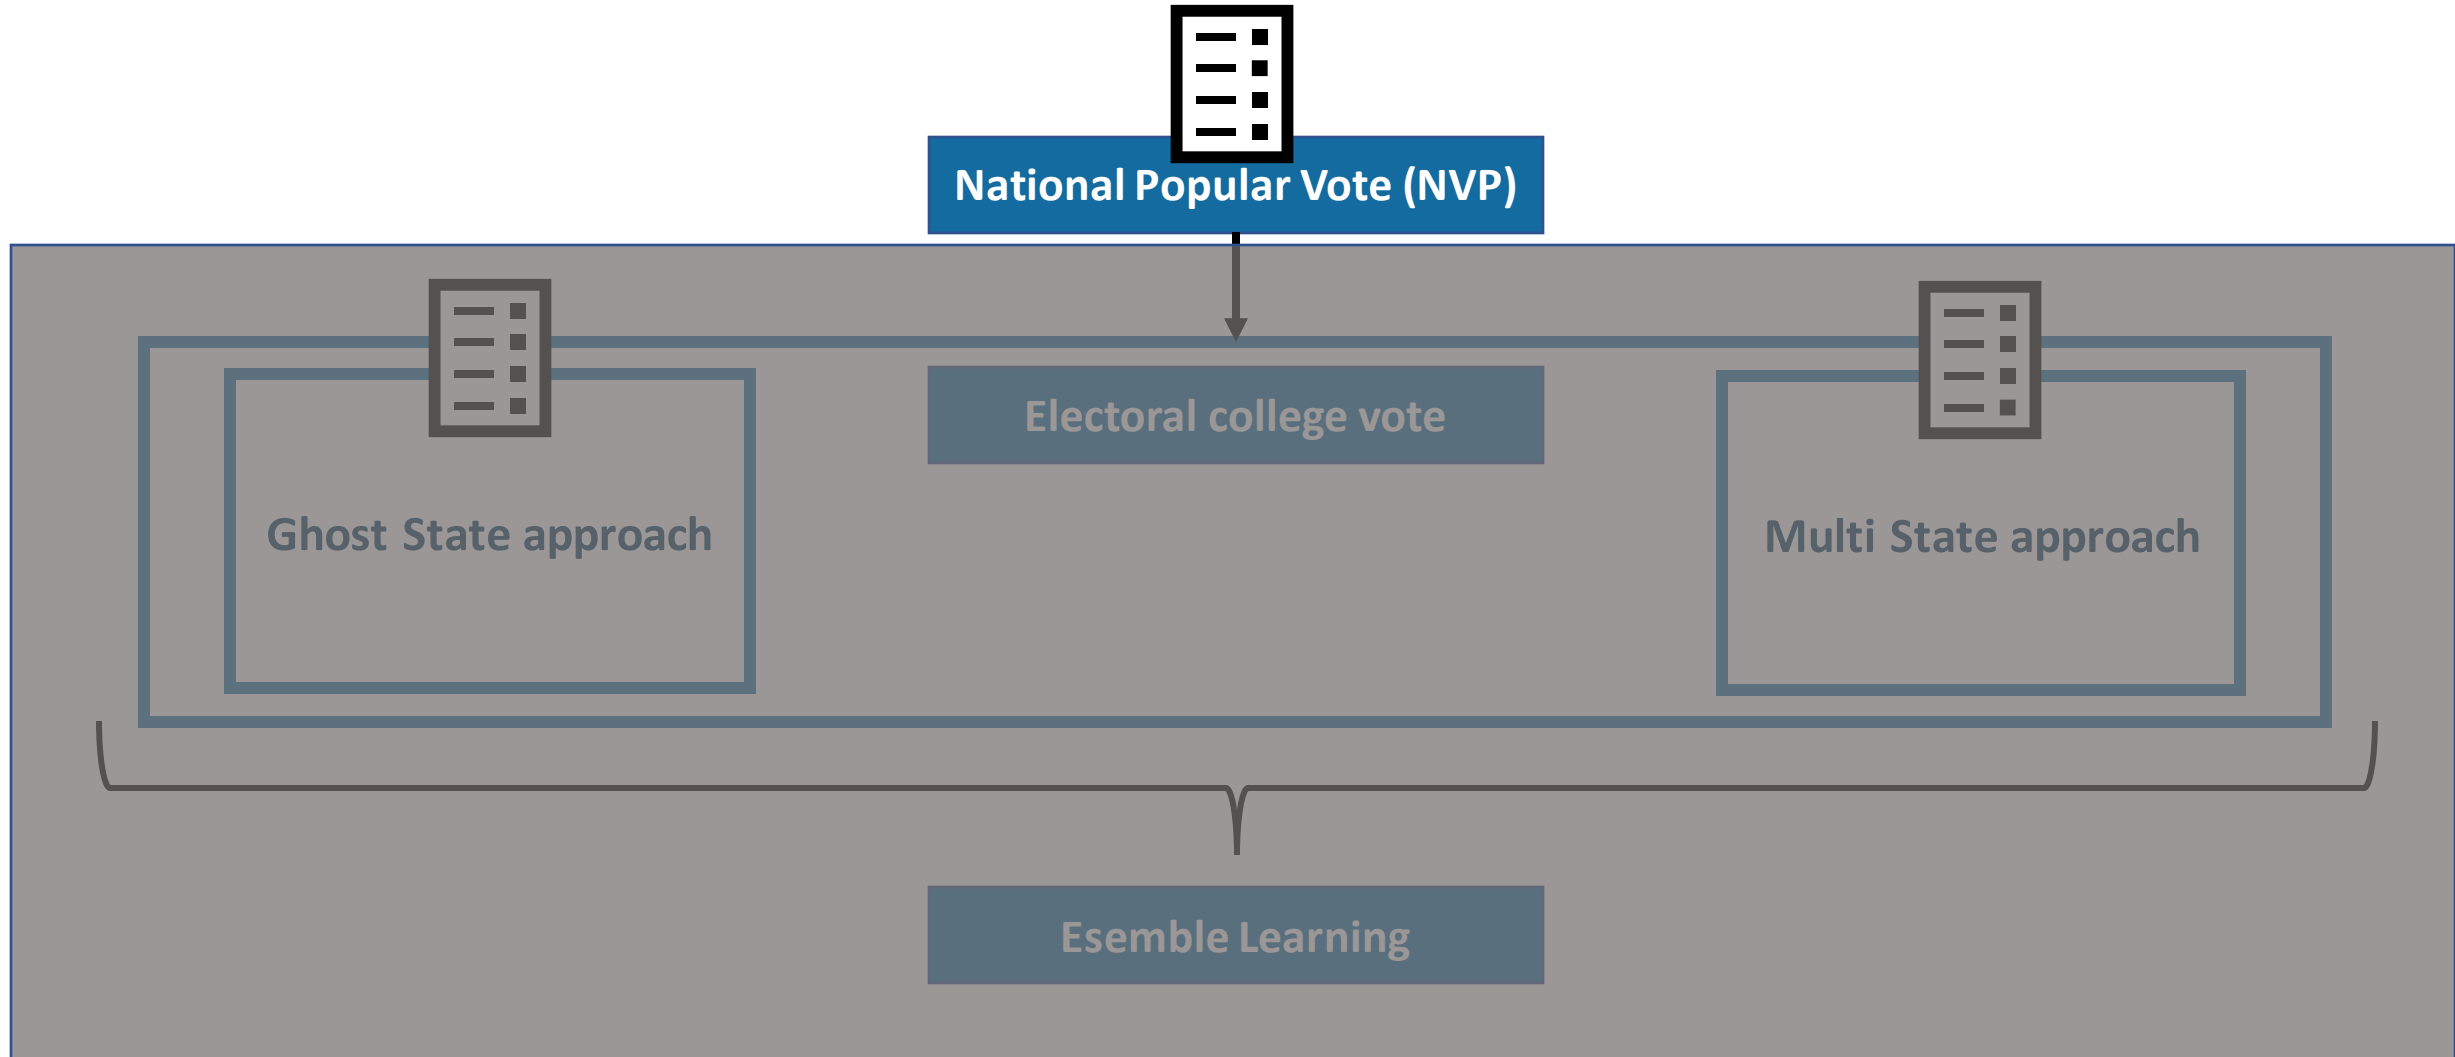 National Popular Vote (NVP)
Electoral college vote
Ghost State approach
Multi State approach
Esemble Learning